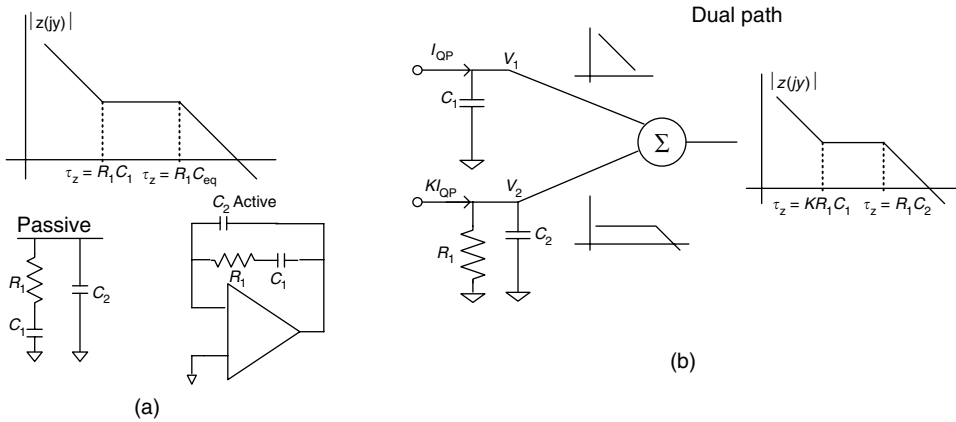 |z(jy)|
τz = R1C1 τz = R1Ceq
Passive
R1
C1
C2
C2 Active
R1
C1
(a)
Dual path
IQP
V1
C1
Σ
KIQP
V2
R1
C2
|z(jy)|
τz = KR1C1 τz = R1C2
(b)